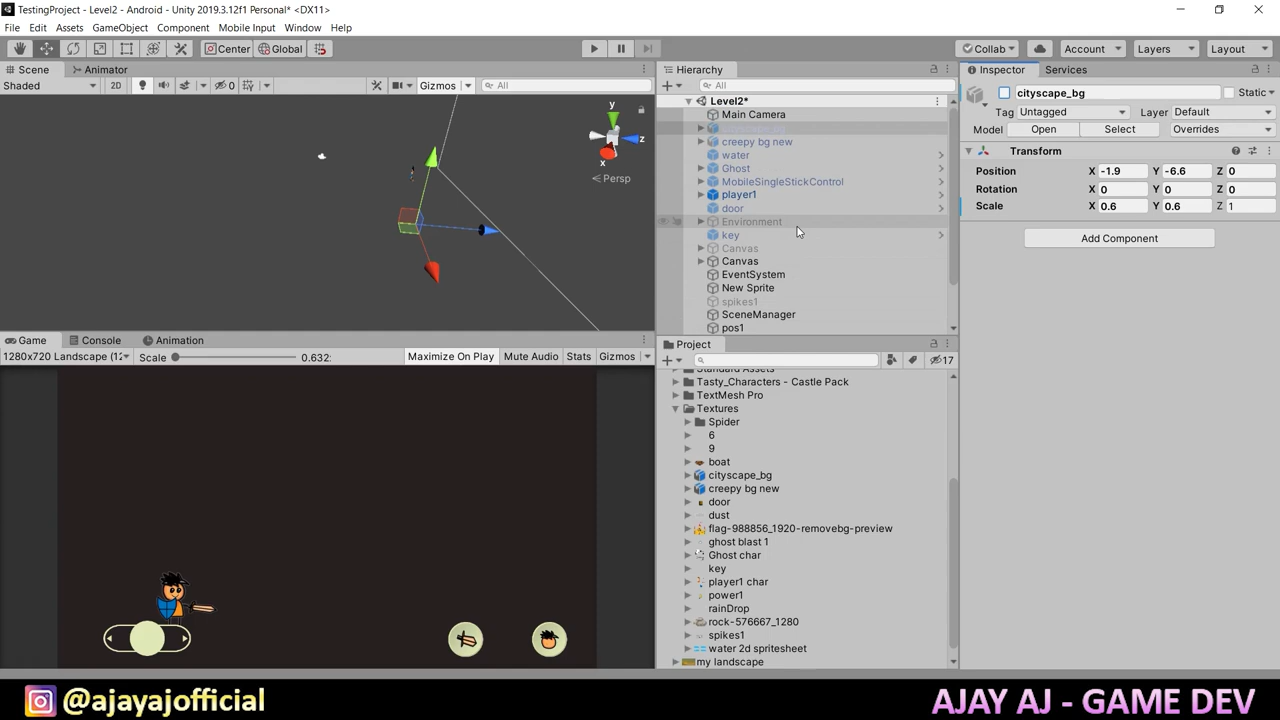 TestingProject - Level2 - Android - Unity 2019.3.12f1 Personal* <DX11>
File Edit Assets GameObject Component Mobile Input Window Help
Center Global Collab Account Layers Layout
Scene Animator
Shaded 2D 0 Gizmos All
y
z
x
Persp
Hierarchy
All
Level2*
Main Camera
cityscape_bg
creepy bg new
water
Ghost
MobileSingleStickControl
player1
door
Environment
key
Canvas
Canvas
EventSystem
New Sprite
spikes1
SceneManager
pos1
Inspector Services
cityscape_bg Static
Tag Untagged Layer Default
Model Open Select Overrides
Transform
Position X -1.9 Y -6.6 Z 0
Rotation X 0 Y 0 Z 0
Scale X 0.6 Y 0.6 Z 1
Add Component
Game Console Animation
1280x720 Landscape (12 Scale 0.632: Maximize On Play Mute Audio Stats Gizmos
Project
17
Standard Assets
Tasty_Characters - Castle Pack
TextMesh Pro
Textures
Spider
6
9
boat
cityscape_bg
creepy bg new
door
dust
flag-988856_1920-removebg-preview
ghost blast 1
Ghost char
key
player1 char
power1
rainDrop
rock-576667_1280
spikes1
water 2d spritesheet
my landscape
@ajayajofficial
AJAY AJ - GAME DEV